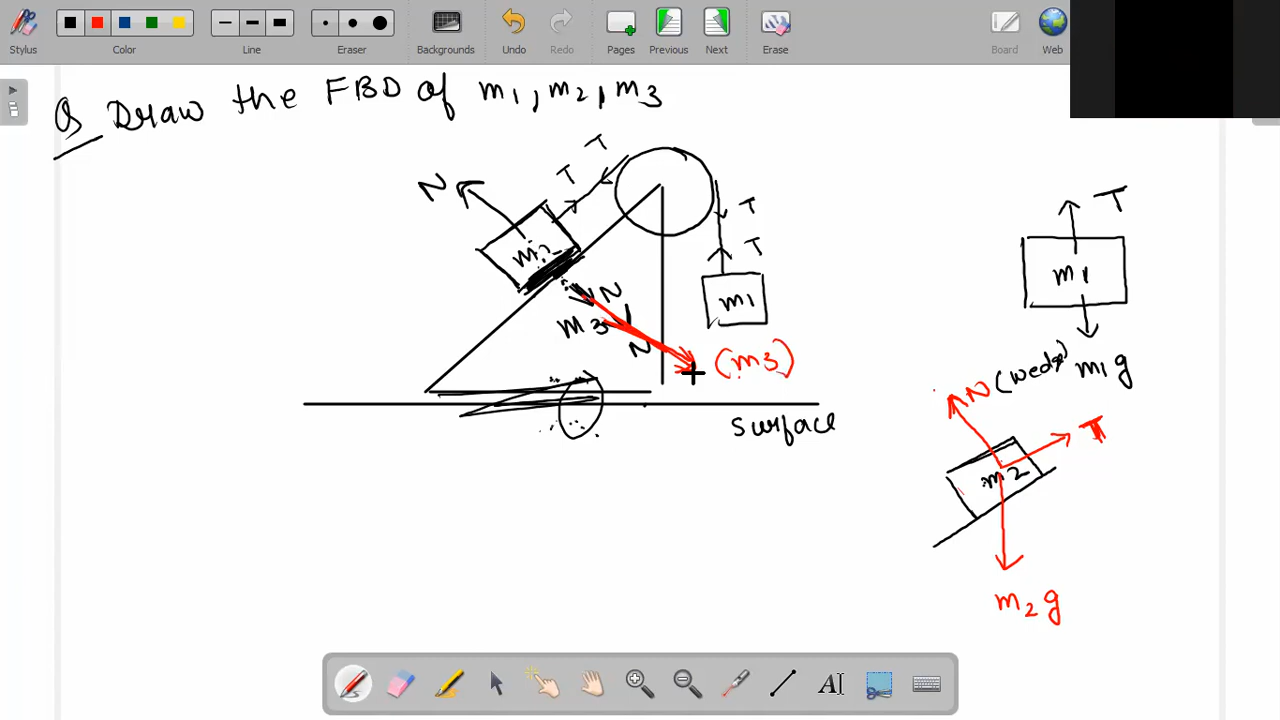 Stylus
Color
Line
Eraser
Backgrounds
Undo
Redo
Pages
Previous
Next
Erase
Board
Web
Q Draw the FBD of m1, m2, m3
T
T
N
T
T
m2
m1
N
m3
N
(m3)
Surface
T
m1
m1g
N (wedge)
T
m2
m2g
AI